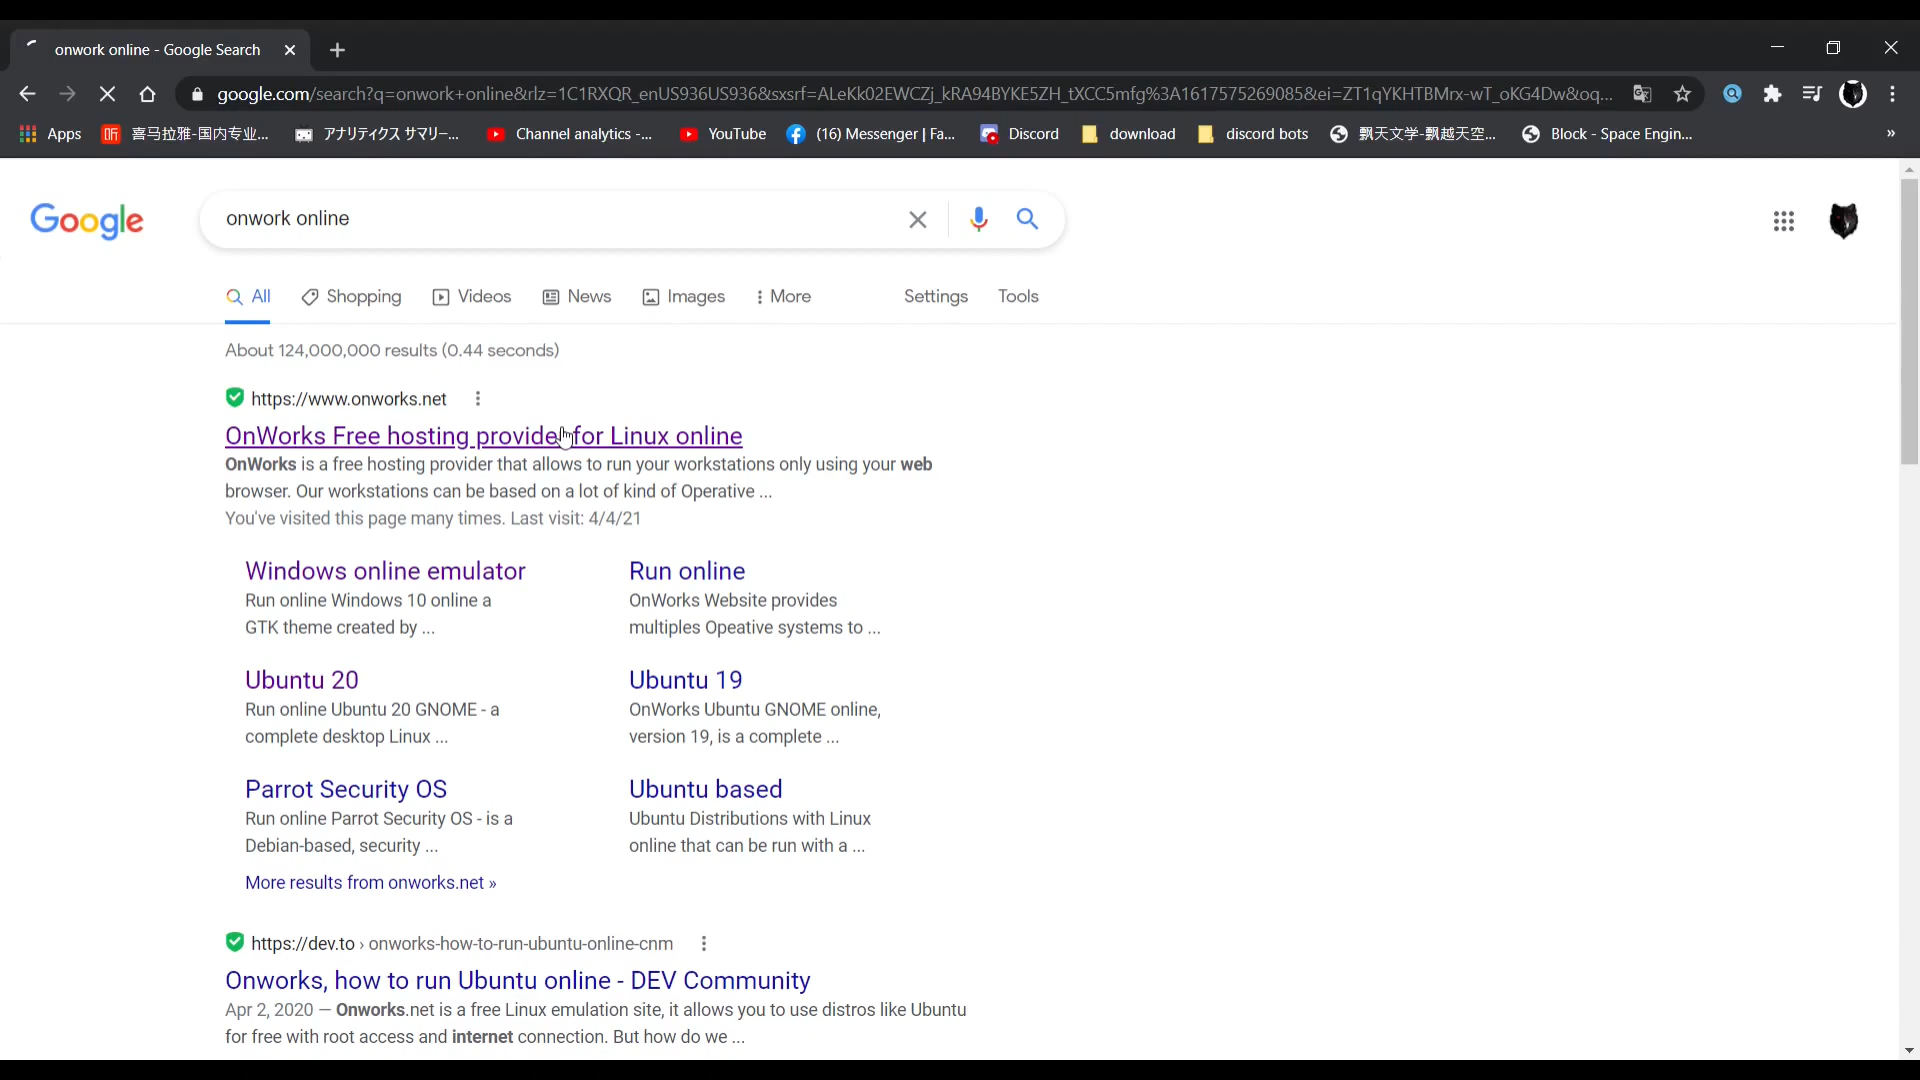 onwork online - Google Search
google.com/search?q=onwork+online&rlz=1C1RXQR_enUS936US936&sxsrf=ALeKk02EWCZj_kRA94BYKE5ZH_tXCC5mfg%3A1617575269085&ei=ZT1qYKHTBMrx-wT_oKG4Dw&oq...
Apps 听 喜马拉雅-国内专业... アナリティクス サマリー... Channel analytics -... YouTube (16) Messenger | Fa... Discord download discord bots 飘天文学-飘越天空... Block - Space Engin... »
Google
onwork online
All Shopping Videos News Images More Settings Tools
About 124,000,000 results (0.44 seconds)
https://www.onworks.net
OnWorks Free hosting provider for Linux online
OnWorks is a free hosting provider that allows to run your workstations only using your web
browser. Our workstations can be based on a lot of kind of Operative ...
You've visited this page many times. Last visit: 4/4/21
Windows online emulator
Run online Windows 10 online a
GTK theme created by ...
Run online
OnWorks Website provides
multiples Opeative systems to ...
Ubuntu 20
Run online Ubuntu 20 GNOME - a
complete desktop Linux ...
Ubuntu 19
OnWorks Ubuntu GNOME online,
version 19, is a complete ...
Parrot Security OS
Run online Parrot Security OS - is a
Debian-based, security ...
Ubuntu based
Ubuntu Distributions with Linux
online that can be run with a ...
More results from onworks.net »
https://dev.to › onworks-how-to-run-ubuntu-online-cnm
Onworks, how to run Ubuntu online - DEV Community
Apr 2, 2020 — Onworks.net is a free Linux emulation site, it allows you to use distros like Ubuntu
for free with root access and internet connection. But how do we ...